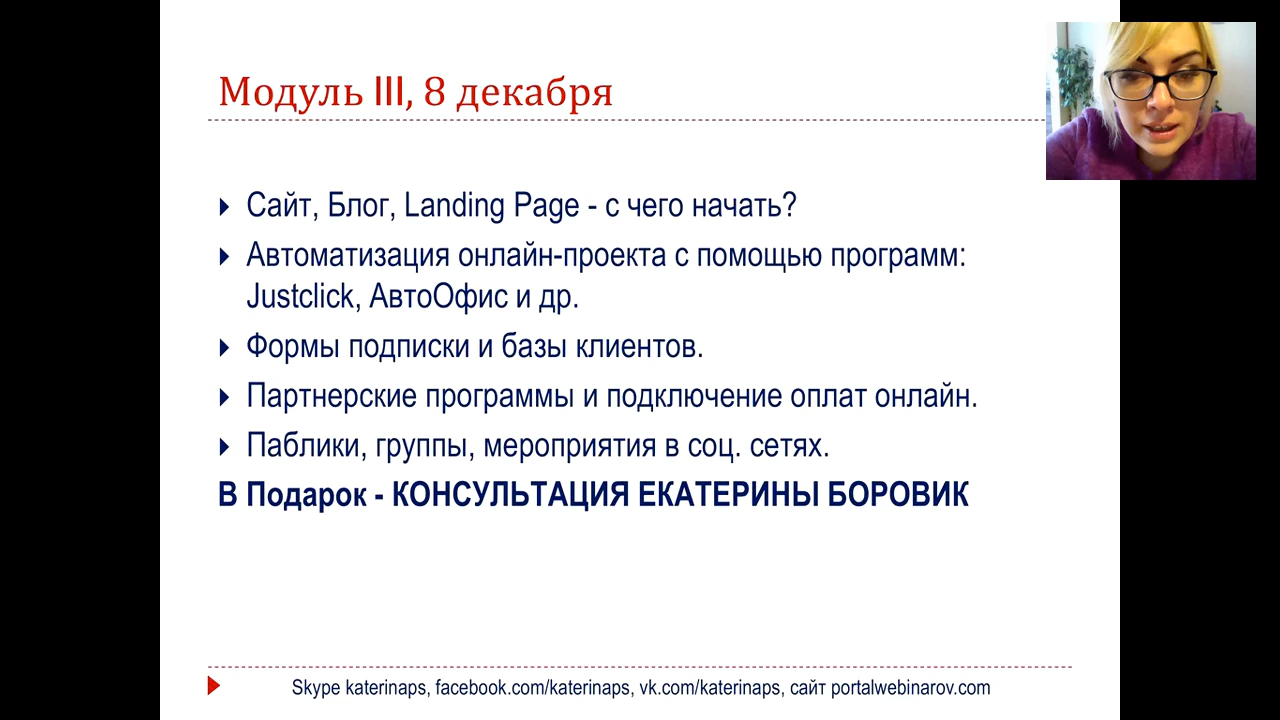 Модуль III, 8 декабря
Сайт, Блог, Landing Page - с чего начать?
Автоматизация онлайн-проекта с помощью программ:
Justclick, АвтоОфис и др.
Формы подписки и базы клиентов.
Партнерские программы и подключение оплат онлайн.
Паблики, группы, мероприятия в соц. сетях.
В Подарок - КОНСУЛЬТАЦИЯ ЕКАТЕРИНЫ БОРОВИК
Skype katerinaps, facebook.com/katerinaps, vk.com/katerinaps, сайт portalwebinarov.com